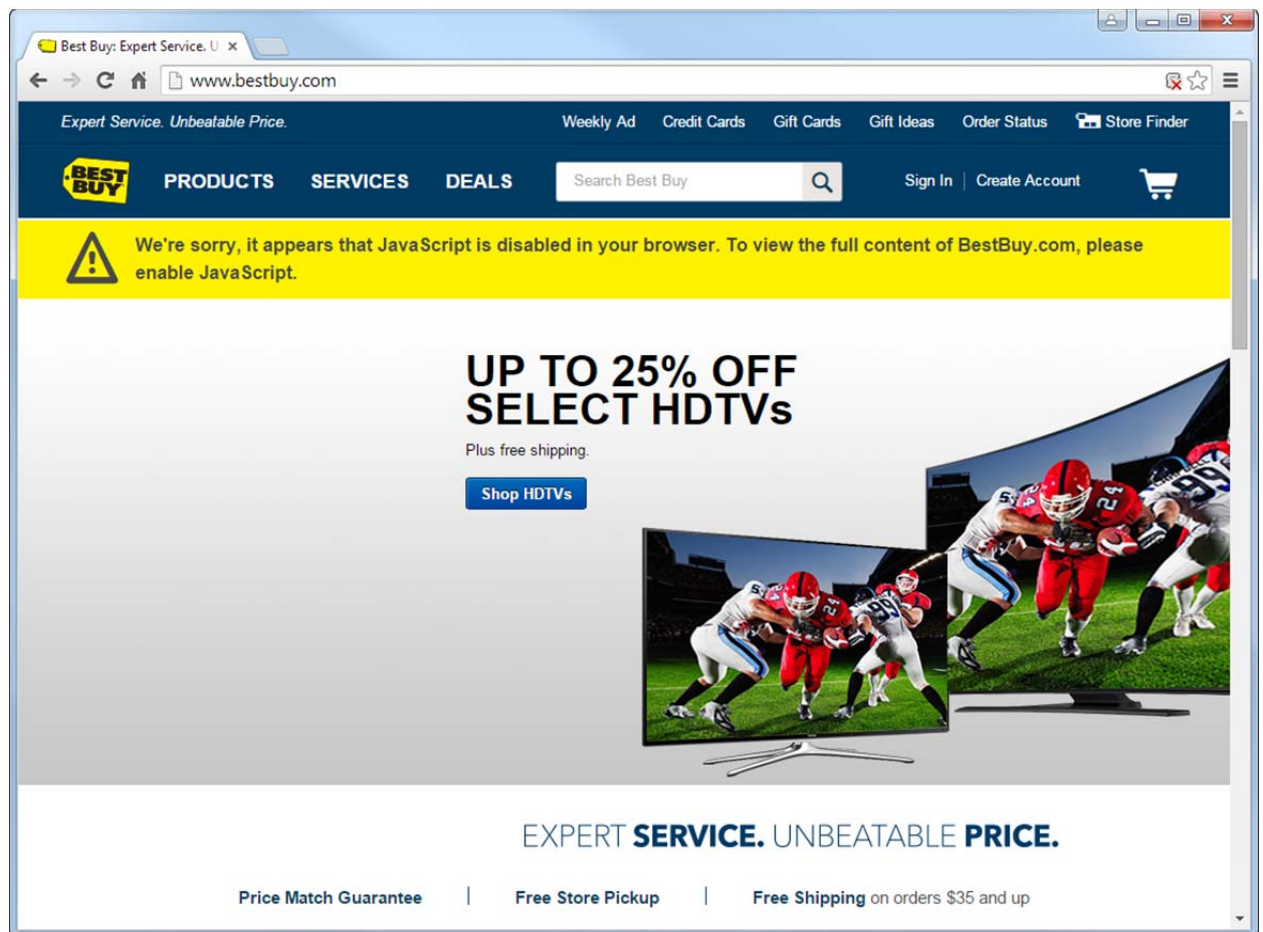 Best Buy: Expert Service. U
www.bestbuy.com
Expert Service. Unbeatable Price.
Weekly Ad Credit Cards Gift Cards Gift Ideas Order Status Store Finder
BEST BUY
PRODUCTS SERVICES DEALS Search Best Buy Sign In | Create Account
We're sorry, it appears that JavaScript is disabled in your browser. To view the full content of BestBuy.com, please
enable JavaScript.
UP TO 25% OFF
SELECT HDTVs
Plus free shipping.
Shop HDTVs
24
99
24
99
EXPERT SERVICE. UNBEATABLE PRICE.
Price Match Guarantee | Free Store Pickup | Free Shipping on orders $35 and up